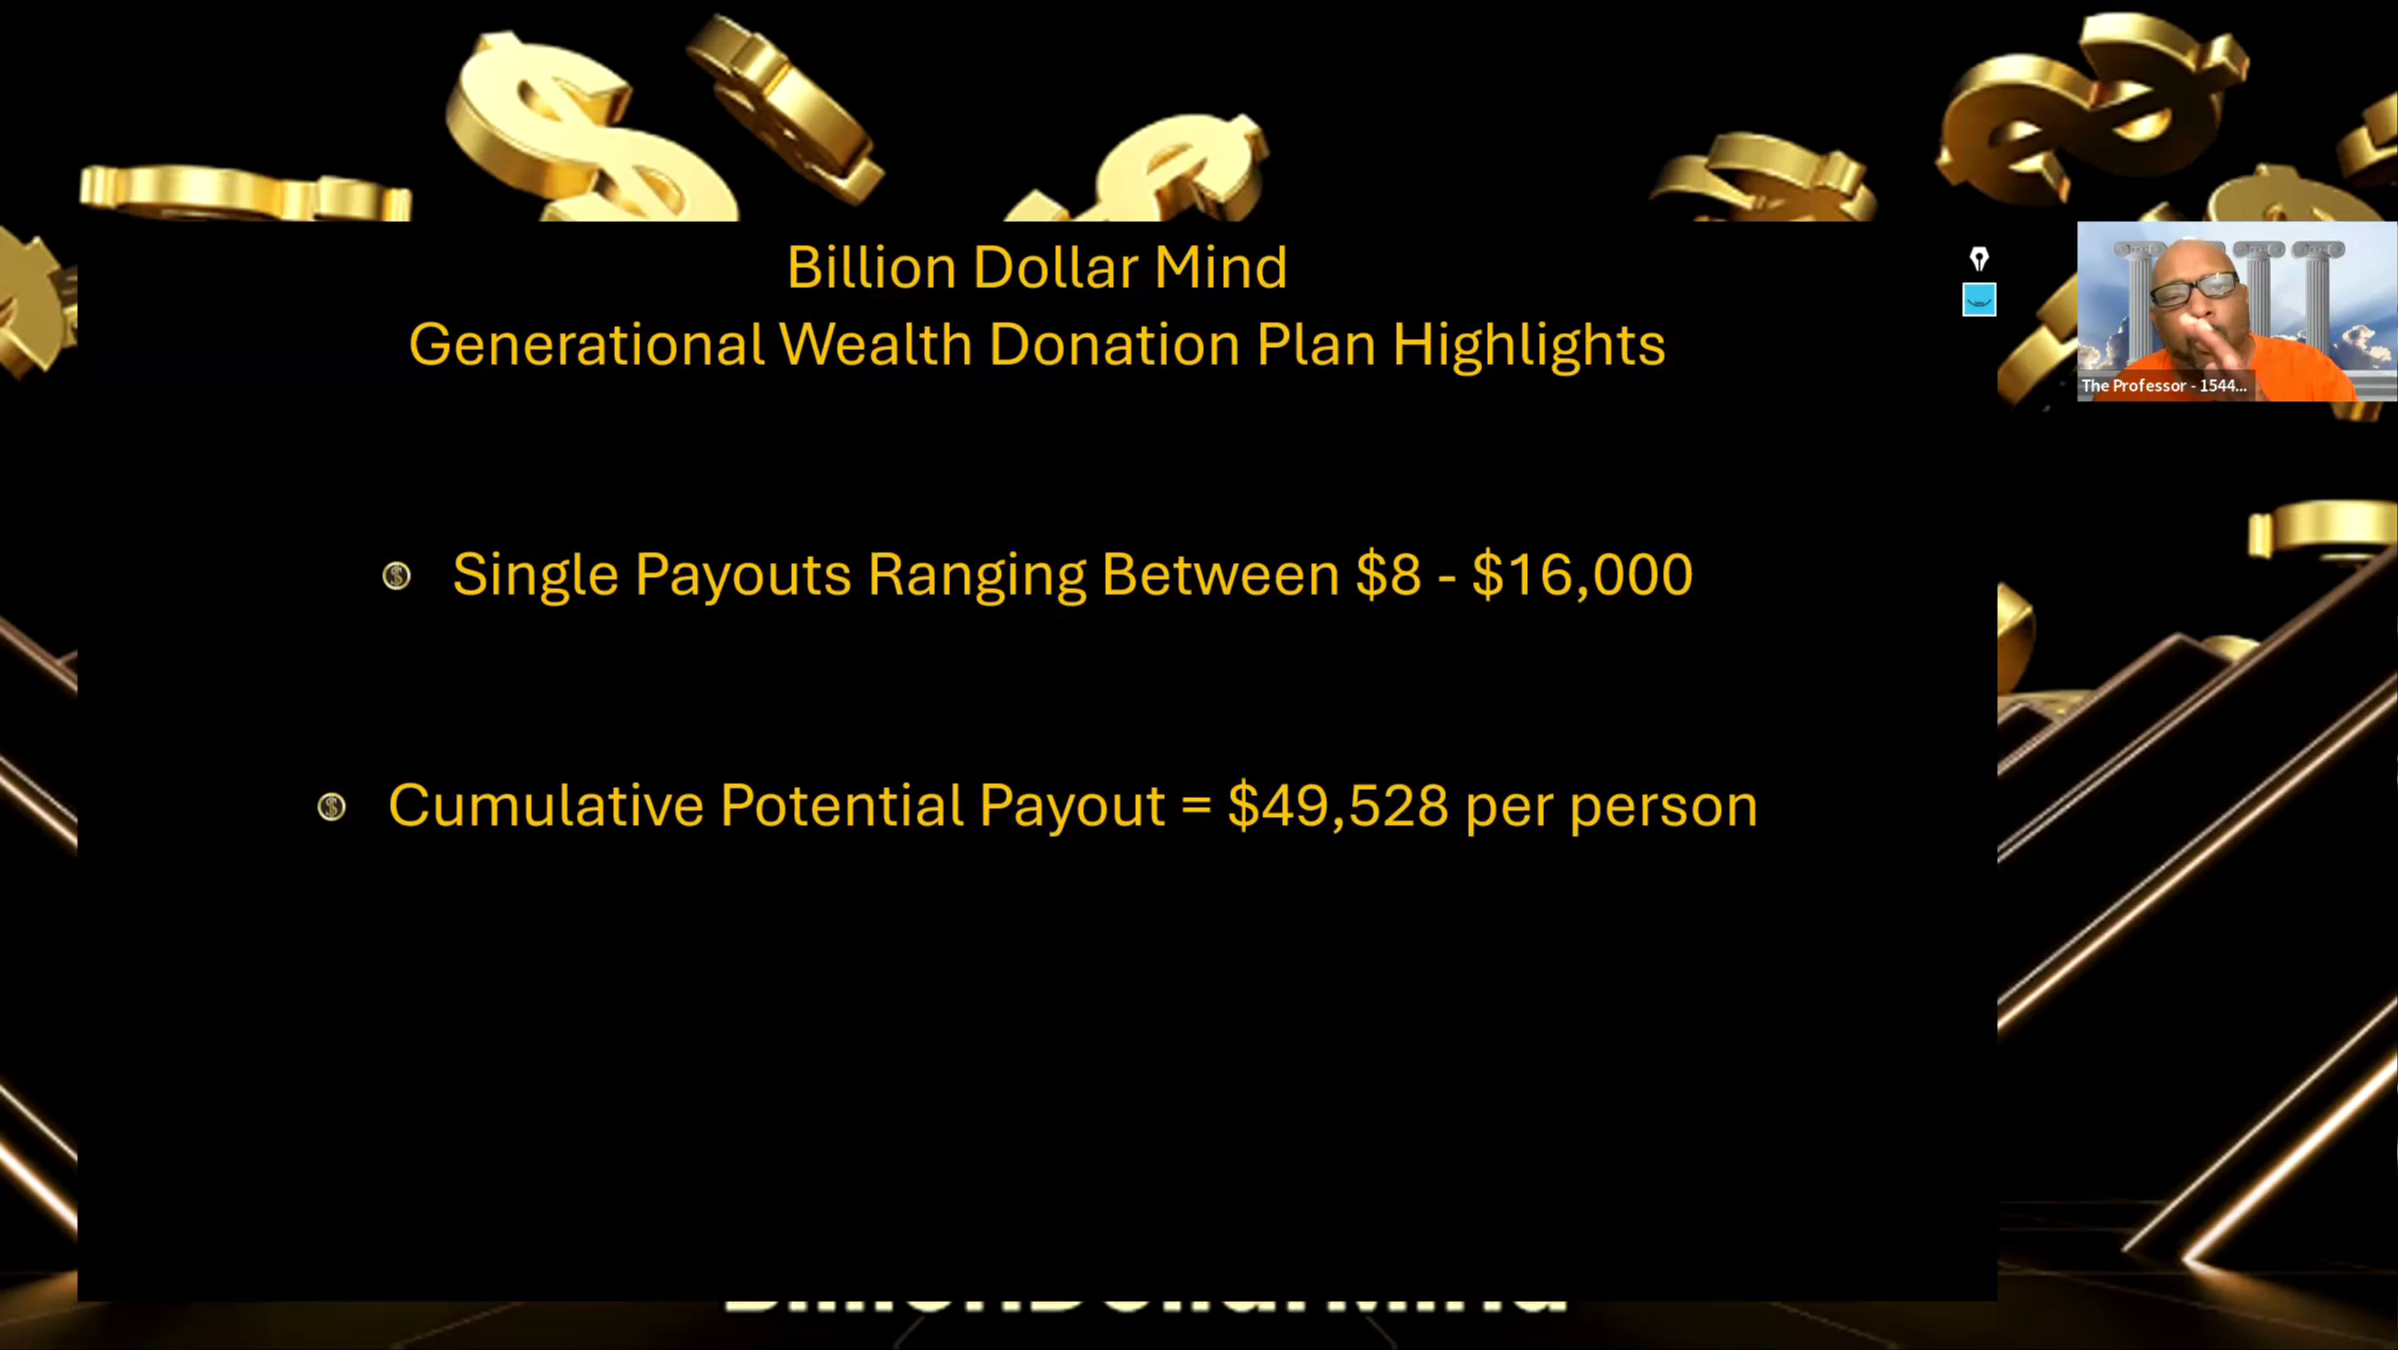 Billion Dollar Mind
Generational Wealth Donation Plan Highlights
Single Payouts Ranging Between $8 - $16,000
Cumulative Potential Payout = $49,528 per person
The Professor - 1544...